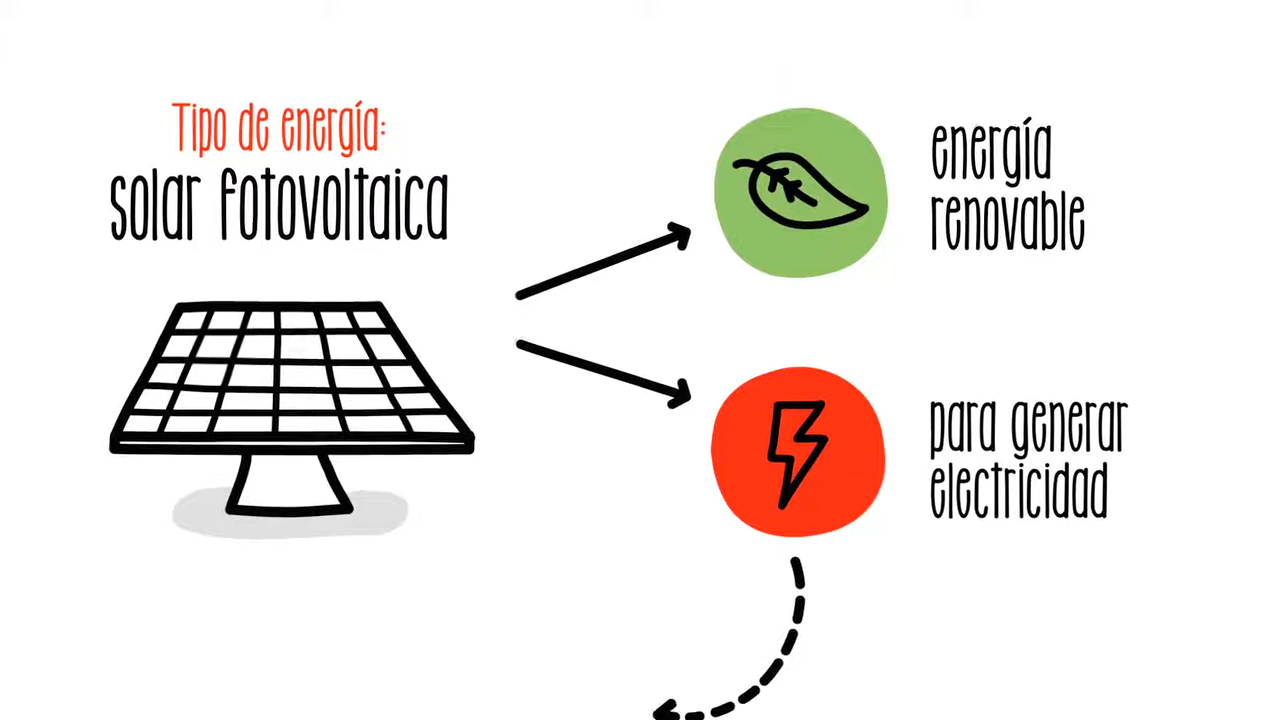 Tipo de energía:
solar fotovoltaica
energía
renovable
para generar
electricidad